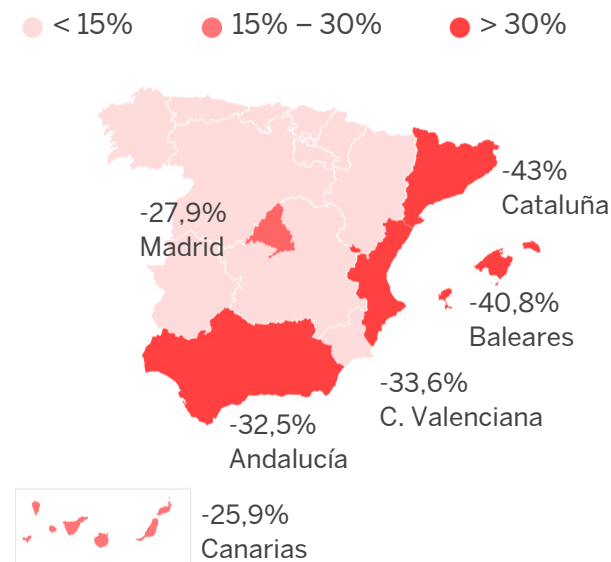 < 15%
15% – 30%
> 30%
-43%
Cataluña
-27,9%
Madrid
-40,8%
Baleares
-33,6%
C. Valenciana
-32,5%
Andalucía
-25,9%
Canarias